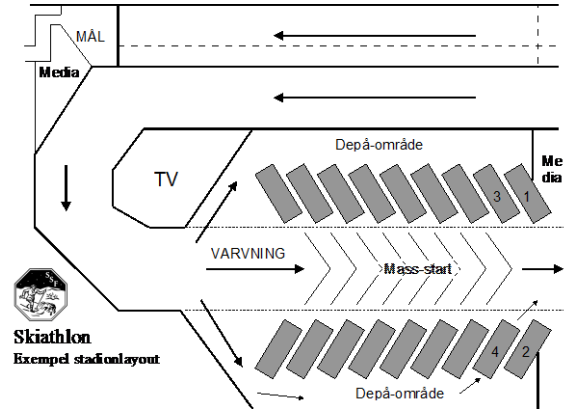 MÅL
Media
Depå-område
TV
Me
dia
3
1
VARVNING
Mass-start
SSF
Skiathlon
Exempel stadionlayout
4
2
Depå-område